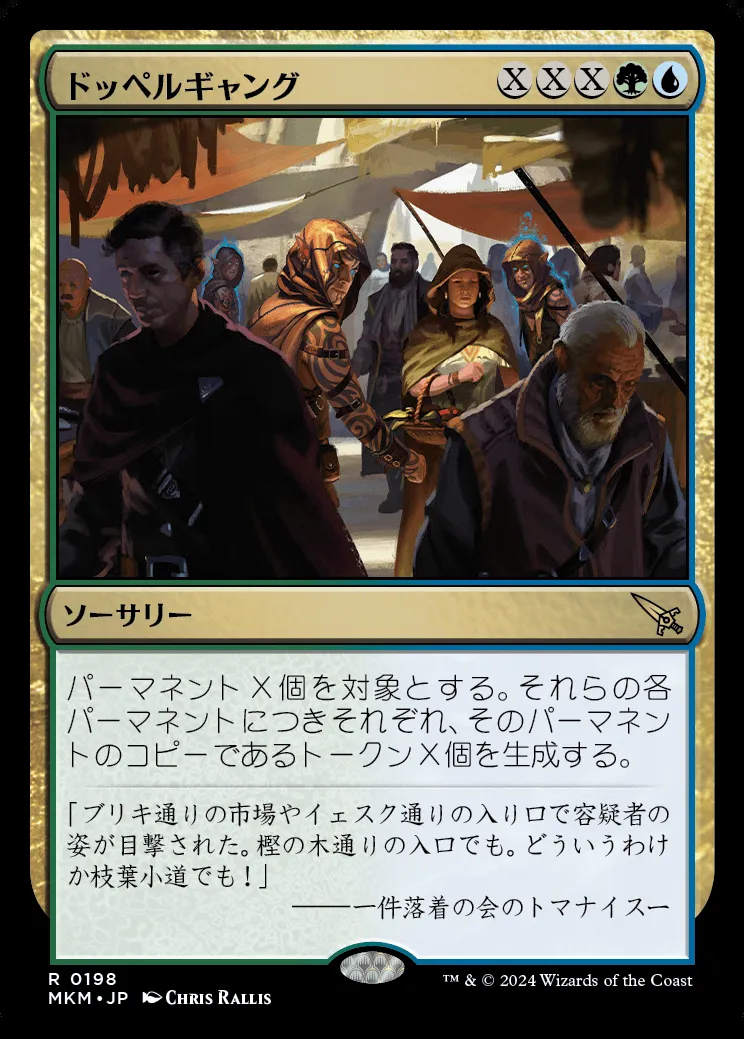 ドッペルギャング XXX
ソーサリー
パーマネントX個を対象とする。それらの各
パーマネントにつきそれぞれ、そのパーマネン
トのコピーであるトークンX個を生成する。
「ブリキ通りの市場やイェスク通りの入り口で容疑者の
姿が目撃された。樫の木通りの入口でも。どういうわけ
か枝葉小道でも!」
――一件落着の会のトマナイスー
R 0198
MKM・JP CHRIS RALLIS
™ & © 2024 Wizards of the Coast